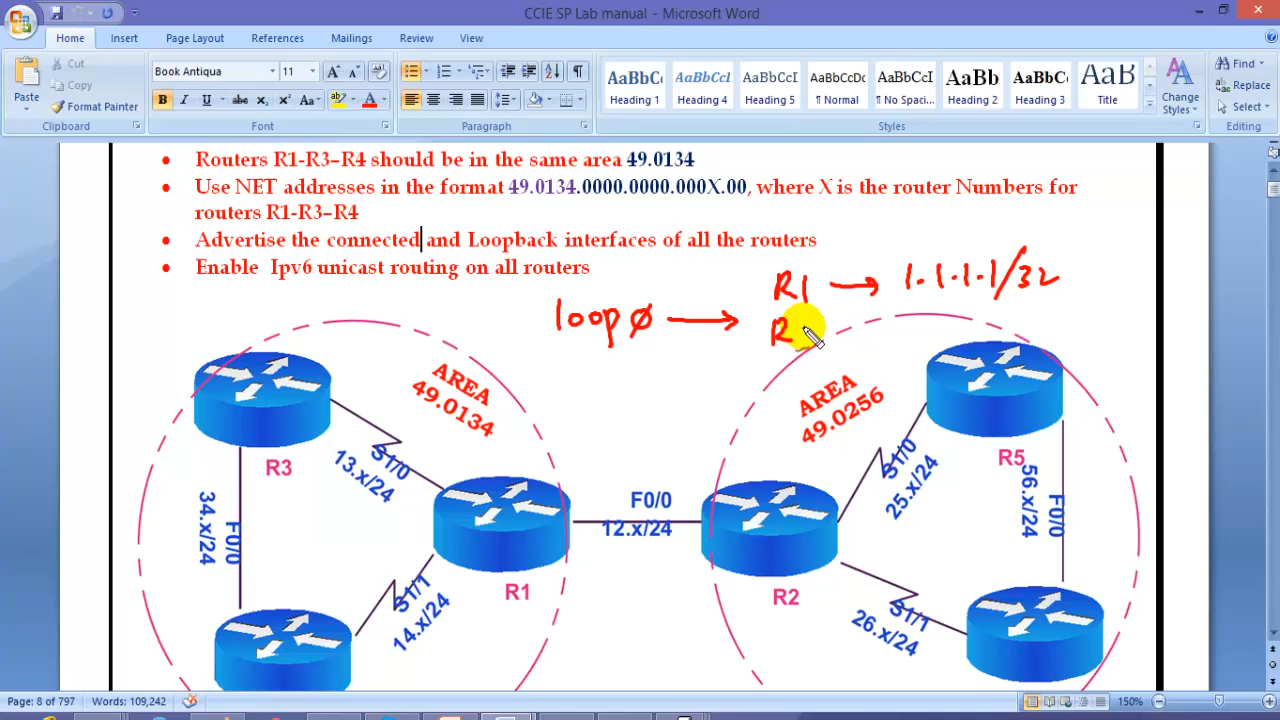 CCIE SP Lab manual - Microsoft Word
Home Insert Page Layout References Mailings Review View
Cut
Copy
Format Painter
Paste
Clipboard
Book Antiqua 11
B I U abc X₂ X² Aa
Font
Paragraph
AaBbCc Heading 1
AaBbCcI Heading 4
AaBbCcI Heading 5
AaBbCcDc ¶ Normal
AaBbCcI ¶ No Spaci...
AaBb Heading 2
AaBbCc Heading 3
AaB Title
Change Styles
Styles
Find
Replace
Select
Editing
• Routers R1-R3–R4 should be in the same area 49.0134
• Use NET addresses in the format 49.0134.0000.0000.000X.00, where X is the router Numbers for
routers R1-R3–R4
• Advertise the connected and Loopback interfaces of all the routers
• Enable Ipv6 unicast routing on all routers
R1 → 1.1.1.1/32
loop 0 →
R
AREA
49.0134
AREA
49.0256
R3
S1/0
13.x/24
F0/0
34.x/24
R1
S1/1
14.x/24
F0/0
12.x/24
R2
S1/0
25.x/24
R5
F0/0
56.x/24
S1/1
26.x/24
Page: 8 of 797 Words: 109,242 150%